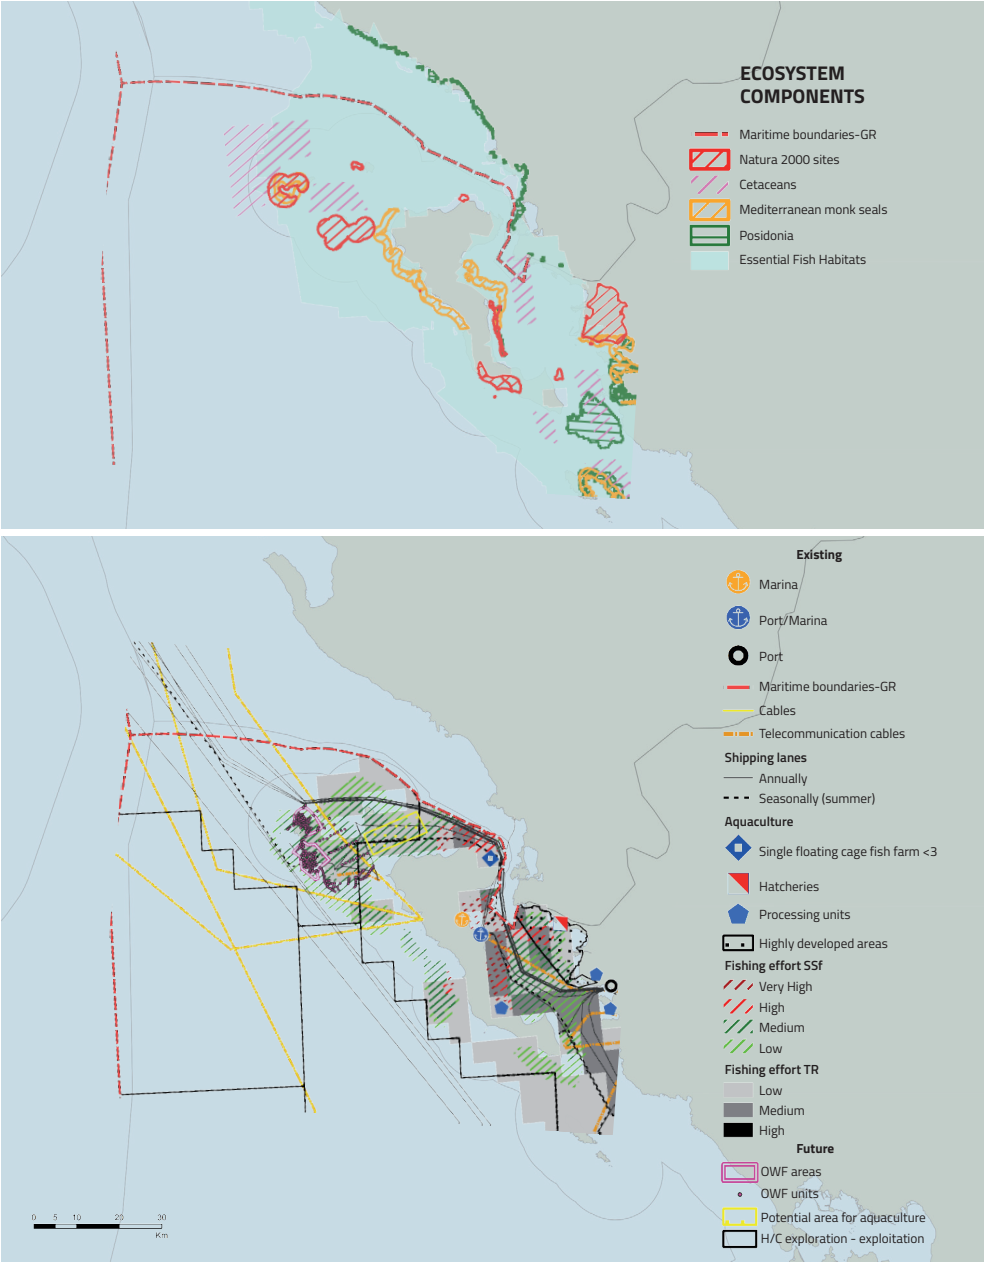 ECOSYSTEM
COMPONENTS
Maritime boundaries-GR
Natura 2000 sites
Cetaceans
Mediterranean monk seals
Posidonia
Essential Fish Habitats
Existing
Marina
Port/Marina
Port
Maritime boundaries-GR
Cables
Telecommunication cables
Shipping lanes
Annually
Seasonally (summer)
Aquaculture
Single floating cage fish farm <3
Hatcheries
Processing units
Highly developed areas
Fishing effort SSf
Very High
High
Medium
Low
Fishing effort TR
Low
Medium
High
Future
OWF areas
OWF units
Potential area for aquaculture
H/C exploration - exploitation
0 5 10 20 30
Km